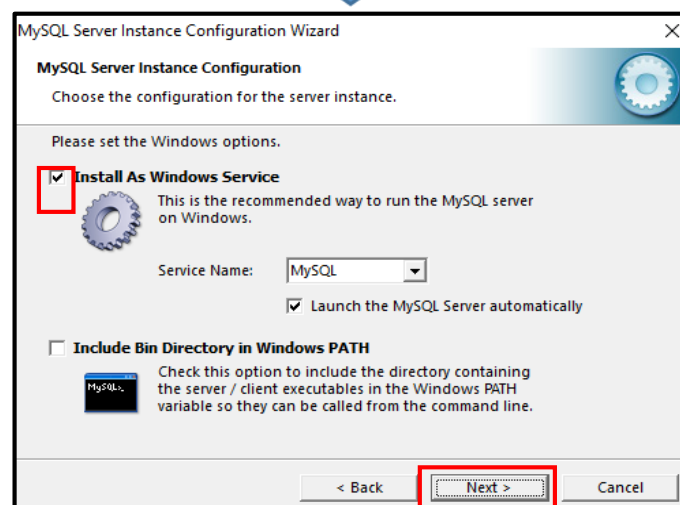 MySQL Server Instance Configuration Wizard
MySQL Server Instance Configuration
Choose the configuration for the server instance.
Please set the Windows options.
Install As Windows Service
This is the recommended way to run the MySQL server
on Windows.
Service Name: MySQL
Launch the MySQL Server automatically
Include Bin Directory in Windows PATH
MySQL>_
Check this option to include the directory containing
the server / client executables in the Windows PATH
variable so they can be called from the command line.
< Back Next > Cancel